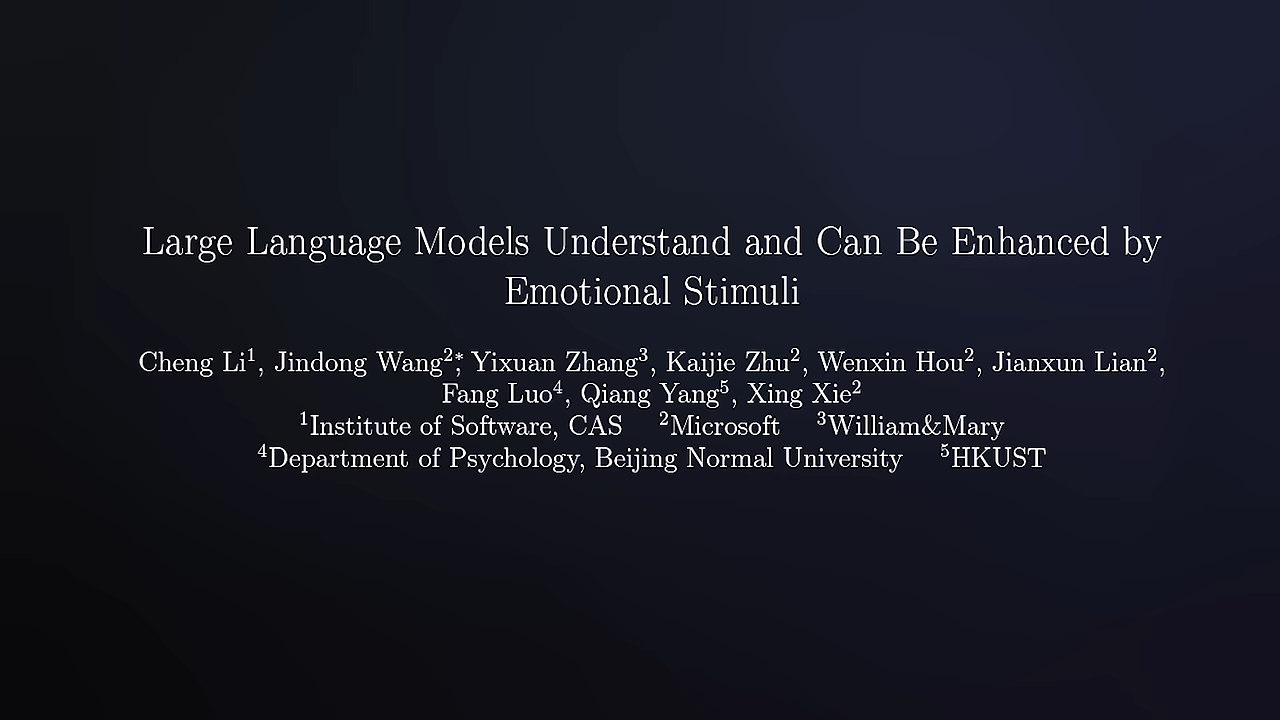 Large Language Models Understand and Can Be Enhanced by
Emotional Stimuli
Cheng Li¹, Jindong Wang²*, Yixuan Zhang³, Kaijie Zhu², Wenxin Hou², Jianxun Lian²,
Fang Luo⁴, Qiang Yang⁵, Xing Xie²
¹Institute of Software, CAS ²Microsoft ³William&Mary
⁴Department of Psychology, Beijing Normal University ⁵HKUST